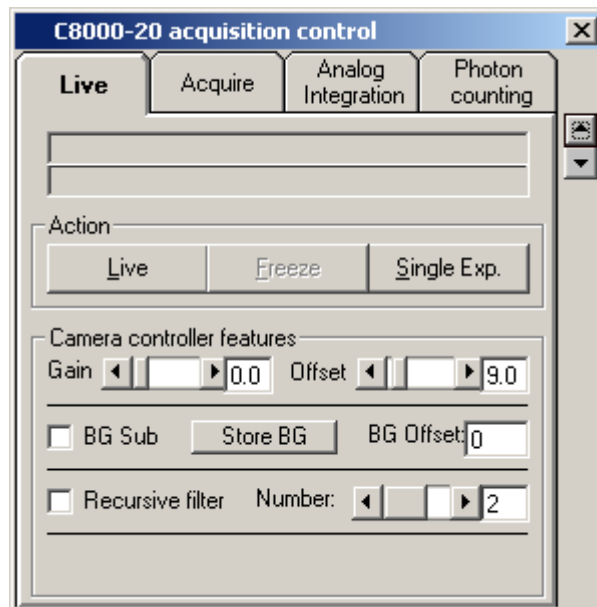 C8000-20 acquisition control
Live Acquire Analog Integration Photon counting
Action
Live Freeze Single Exp.
Camera controller features
Gain 0.0 Offset 9.0
BG Sub Store BG BG Offset: 0
Recursive filter Number: 2